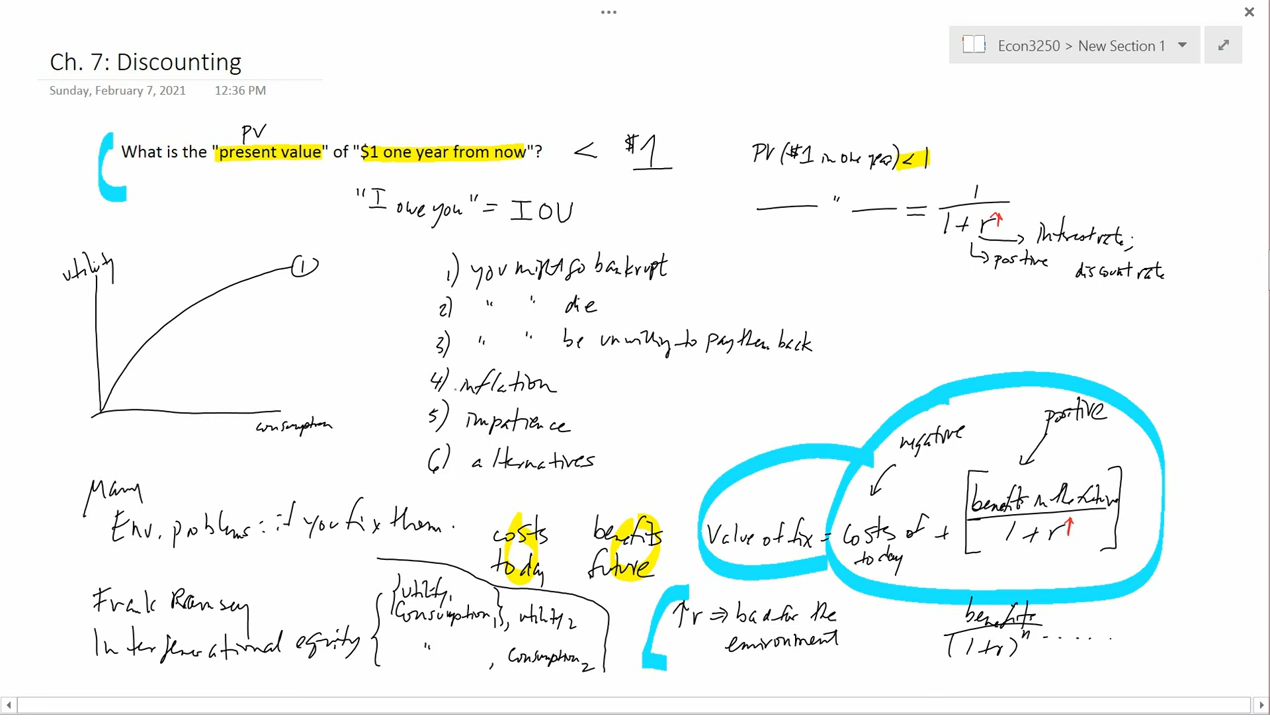 Econ3250 > New Section 1
Ch. 7: Discounting
Sunday, February 7, 2021 12:36 PM
PV
What is the "present value" of "$1 one year from now"? < $1
PV ($1 in one year) < 1
"I owe you" = IOU
" = 1 / 1 + r ↑
interest rate;
discount rate
positive
utility
1
consumption
1) you might go bankrupt
2) " " die
3) " " be unwilling to pay them back
4) inflation
5) impatience
6) alternatives
Many
Env. problems: if you fix them.
costs today
benefits future
negative
positive
Value of fix = costs of today + [benefits in the future / 1 + r ↑]
Frank Ramsey
Intergenerational equity
{utility, consumption}1, utility2
" , consumption2
↑r ⇒ bad for the
environment
benefits / (1+r)^n ......